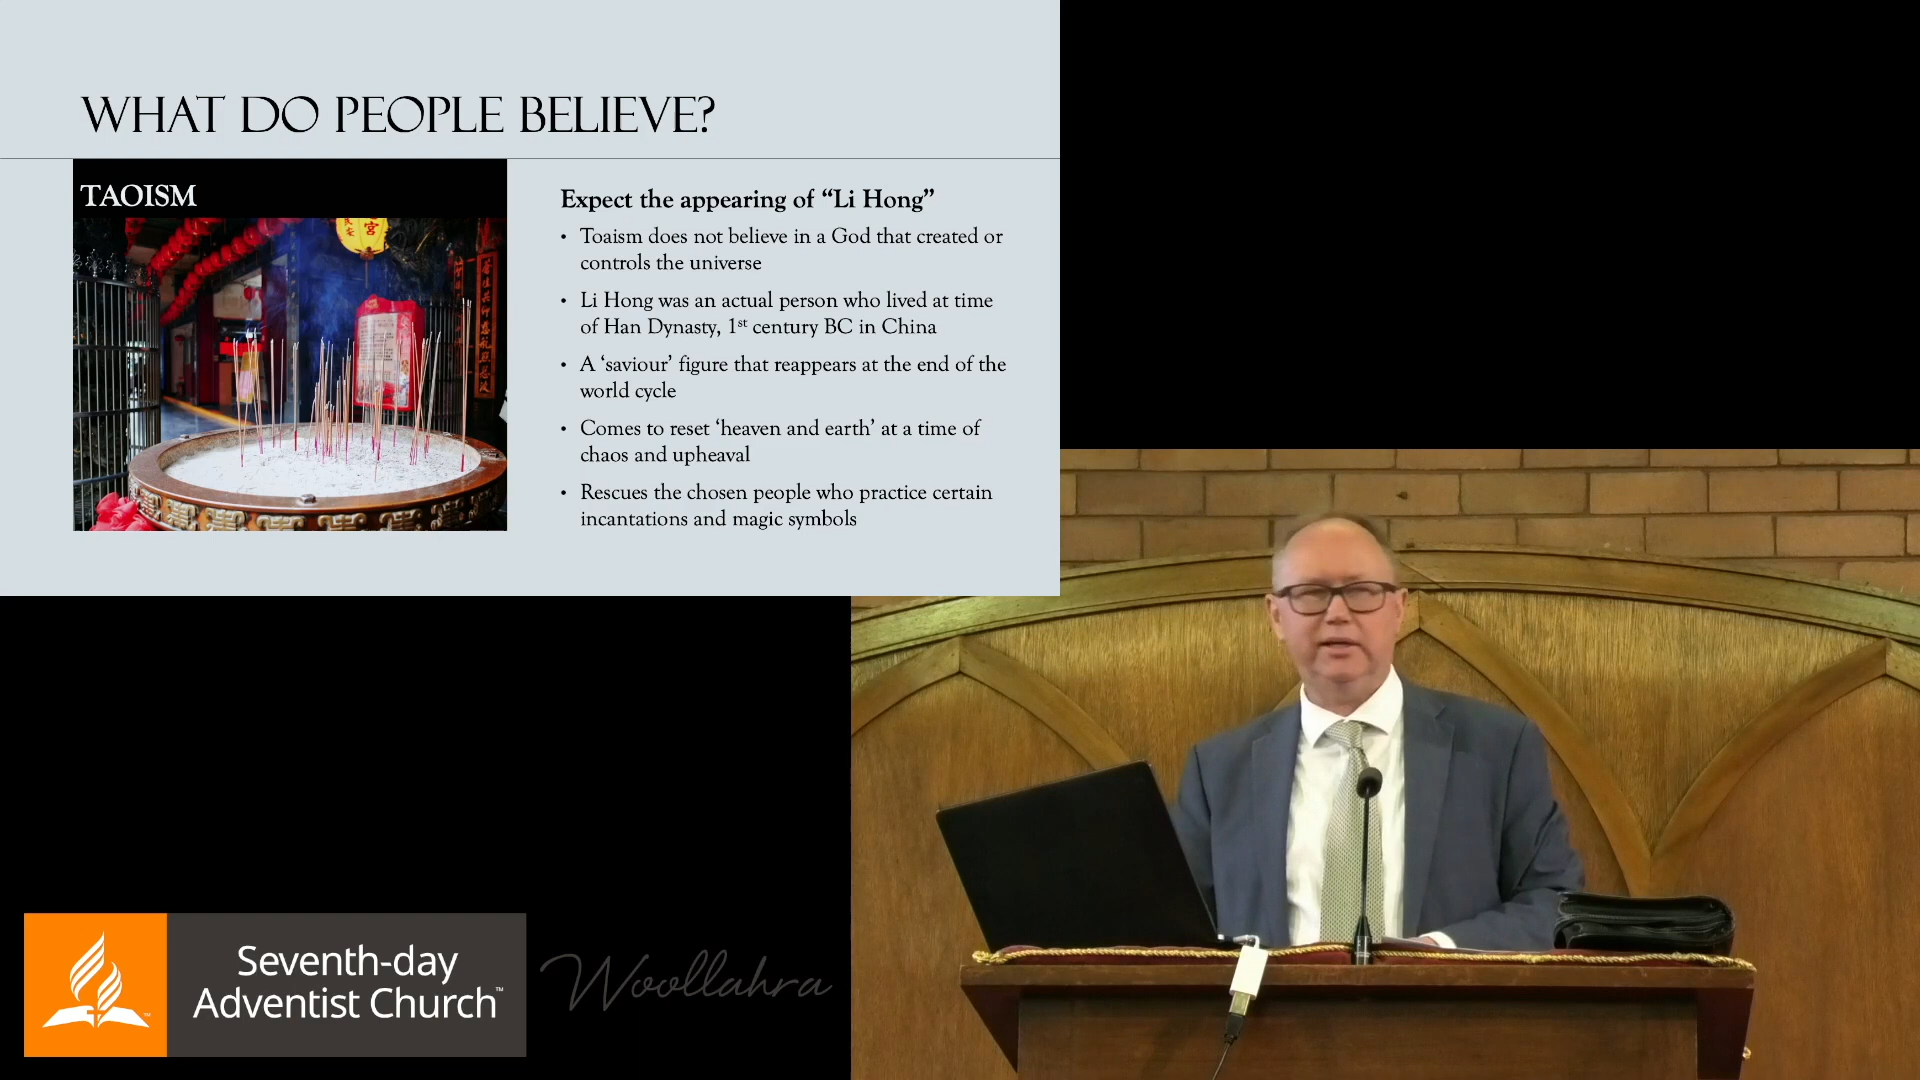 WHAT DO PEOPLE BELIEVE?
TAOISM
宮
Expect the appearing of “Li Hong”
• Toaism does not believe in a God that created or
controls the universe
• Li Hong was an actual person who lived at time
of Han Dynasty, 1st century BC in China
• A ‘saviour’ figure that reappears at the end of the
world cycle
• Comes to reset ‘heaven and earth’ at a time of
chaos and upheaval
• Rescues the chosen people who practice certain
incantations and magic symbols
Seventh-day
Adventist Church™
Woollahra